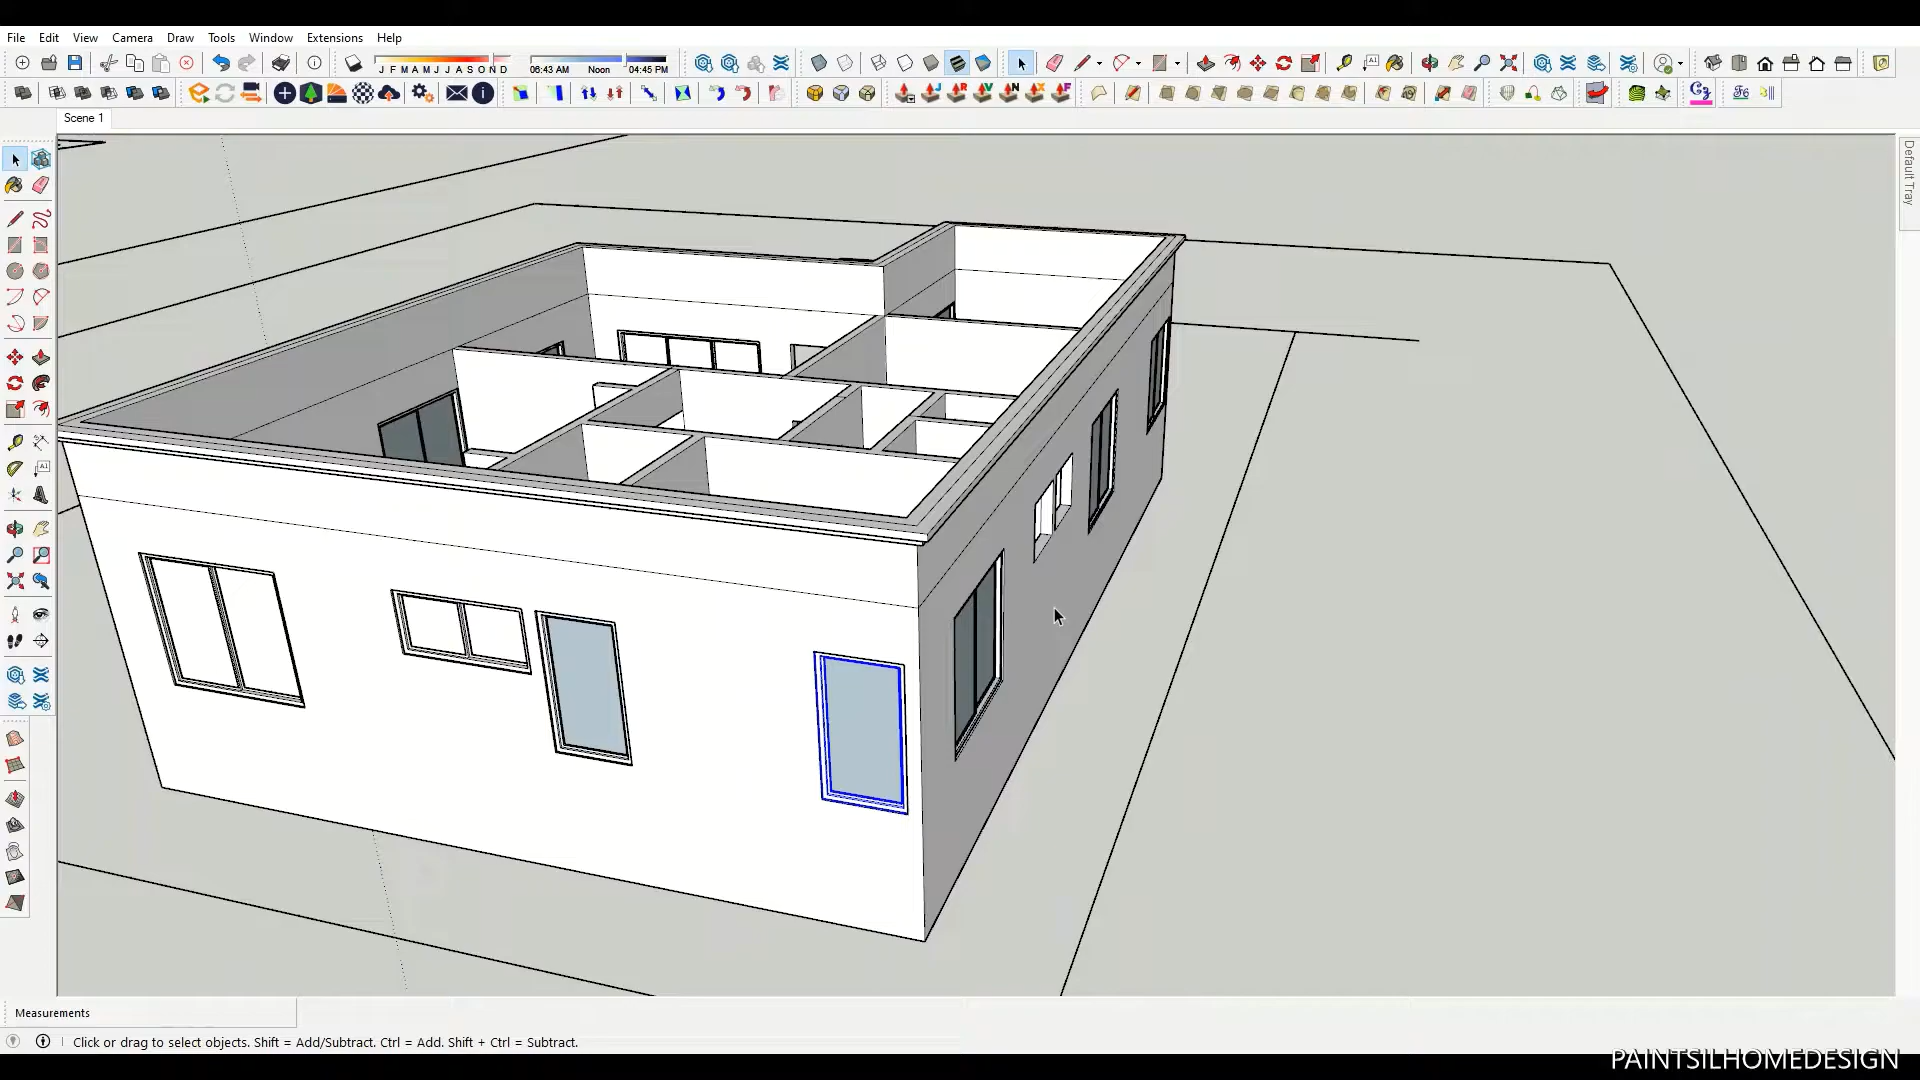 File Edit View Camera Draw Tools Window Extensions Help
J F M A M J J A S O N D
06:43 AM Noon 04:45 PM
Scene 1
Default Tray
Measurements
Click or drag to select objects. Shift = Add/Subtract. Ctrl = Add. Shift + Ctrl = Subtract.
PAINTSILHOMEDESIGN